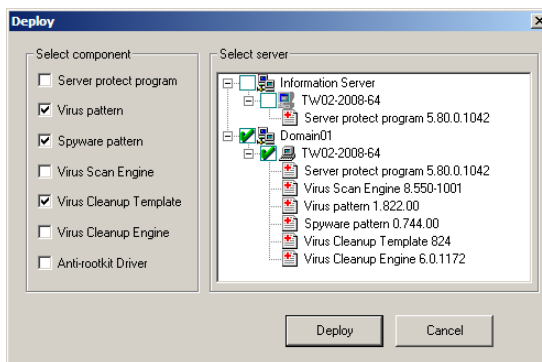 Deploy
Select component
Server protect program
Virus pattern
Spyware pattern
Virus Scan Engine
Virus Cleanup Template
Virus Cleanup Engine
Anti-rootkit Driver
Select server
Information Server
TW02-2008-64
Server protect program 5.80.0.1042
Domain01
TW02-2008-64
Server protect program 5.80.0.1042
Virus Scan Engine 8.550-1001
Virus pattern 1.822.00
Spyware pattern 0.744.00
Virus Cleanup Template 824
Virus Cleanup Engine 6.0.1172
Deploy
Cancel